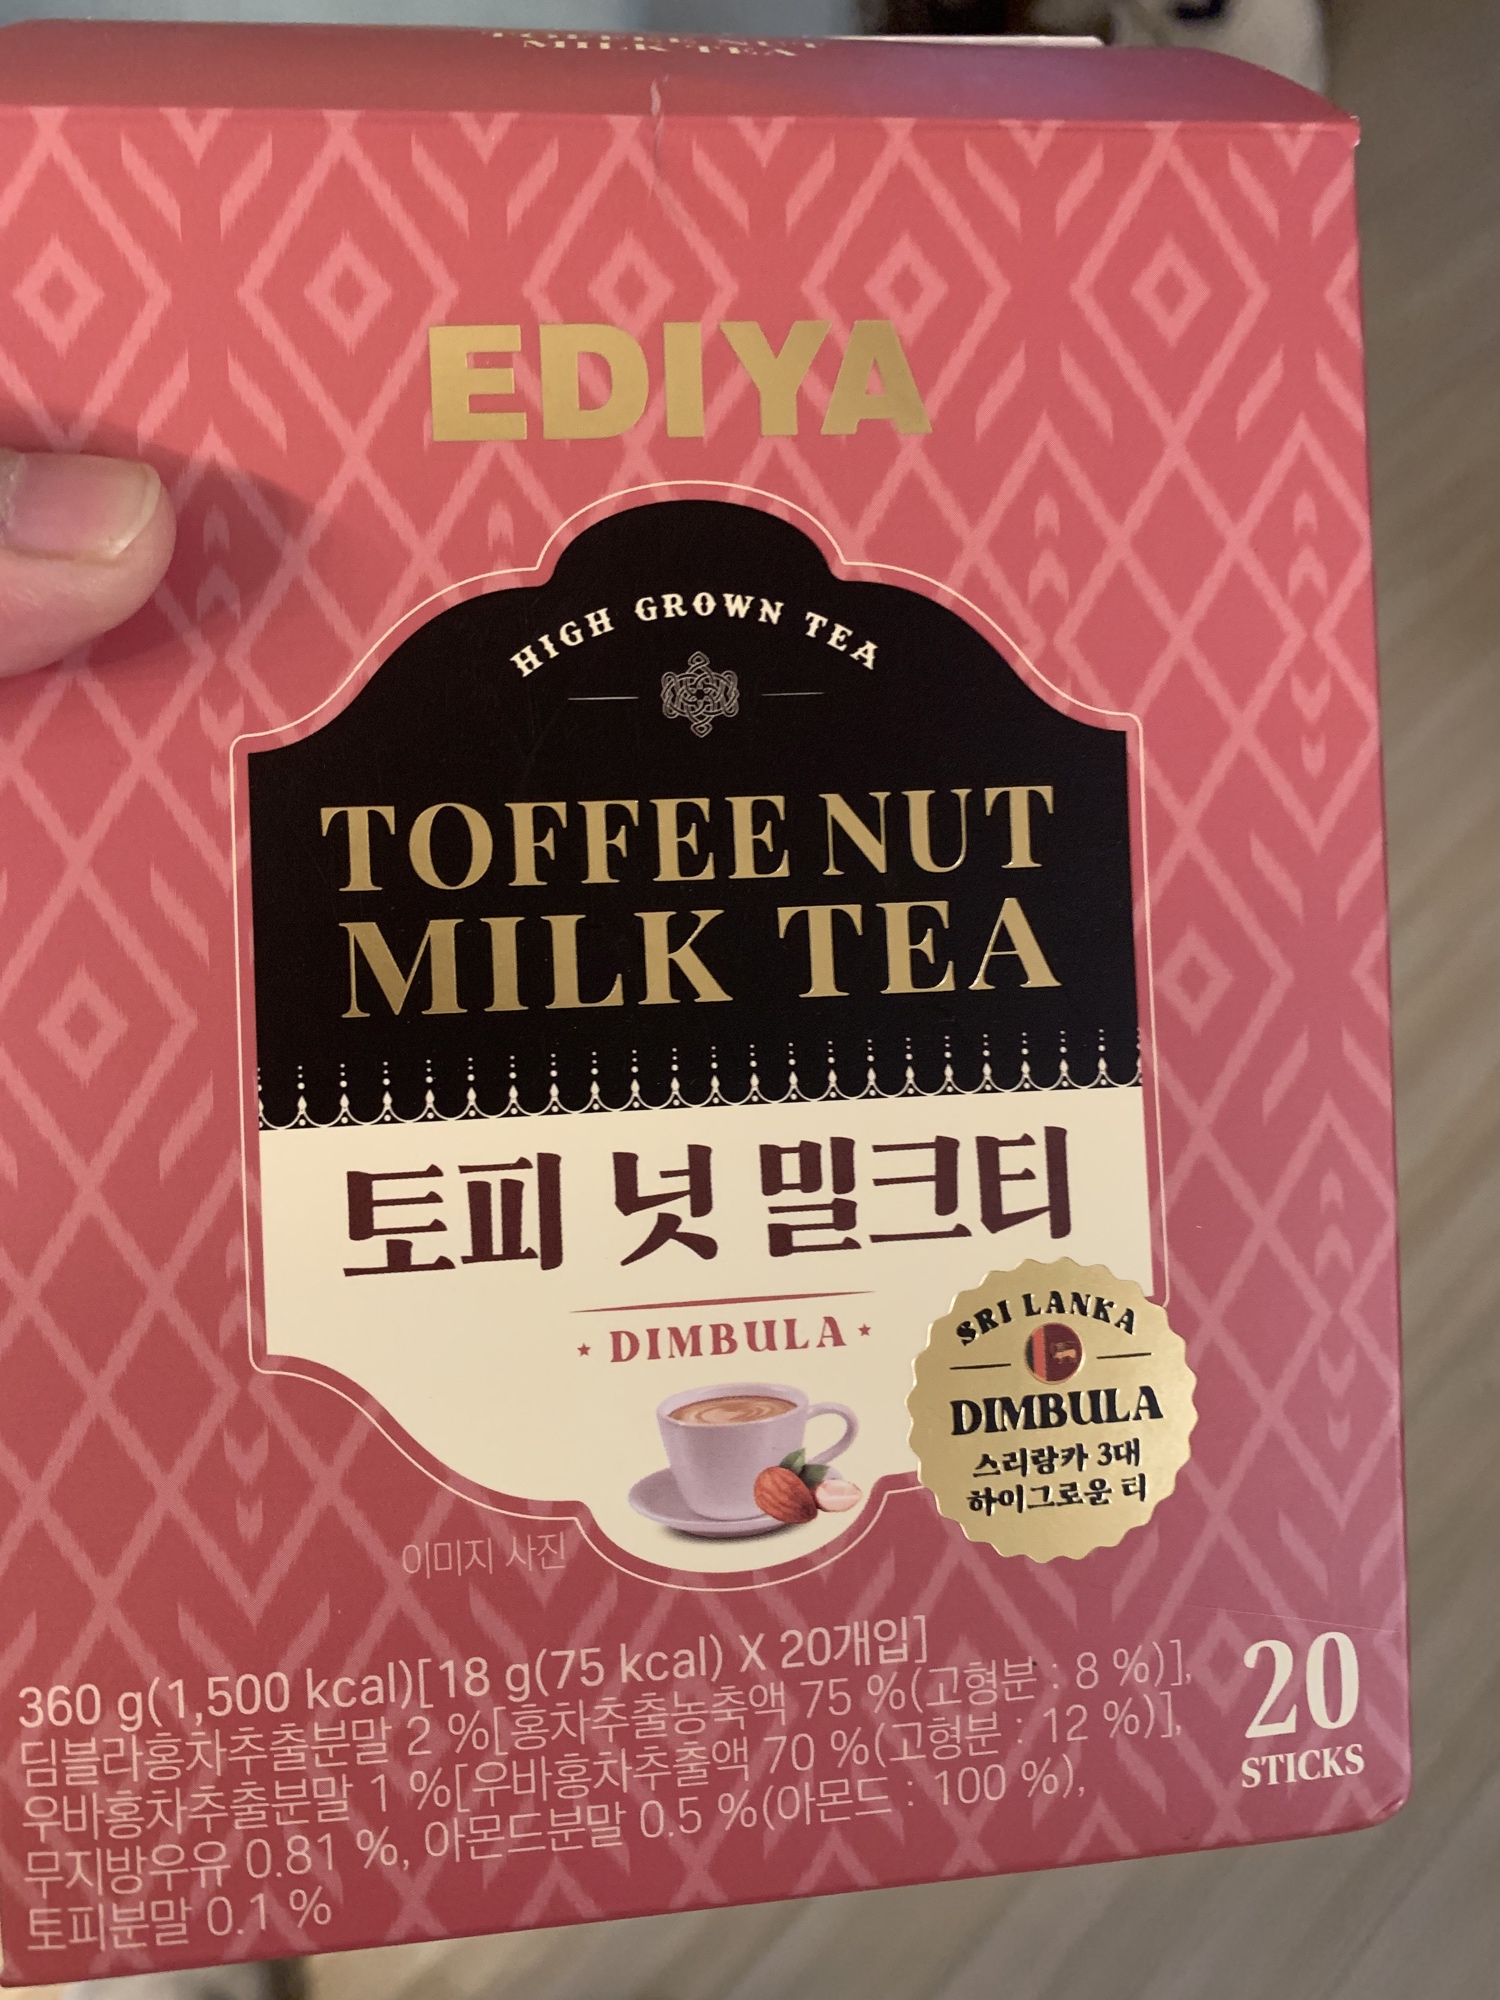 MILK TEA
EDIYA
HIGH GROWN TEA
TOFFEE NUT
MILK TEA
토피 넛 밀크티
DIMBULA
SRI LANKA
DIMBULA
스리랑카 3대
하이그로운 티
이미지 사진
360 g(1,500 kcal)[18 g(75 kcal) X 20개입]
딤블라홍차추출분말 2 %[홍차추출농축액 75 %(고형분 : 8 %)],
우바홍차추출분말 1 %[우바홍차추출액 70 %(고형분 : 12 %)],
무지방우유 0.81 %, 아몬드분말 0.5 %(아몬드 : 100 %),
토피분말 0.1 %
20
STICKS